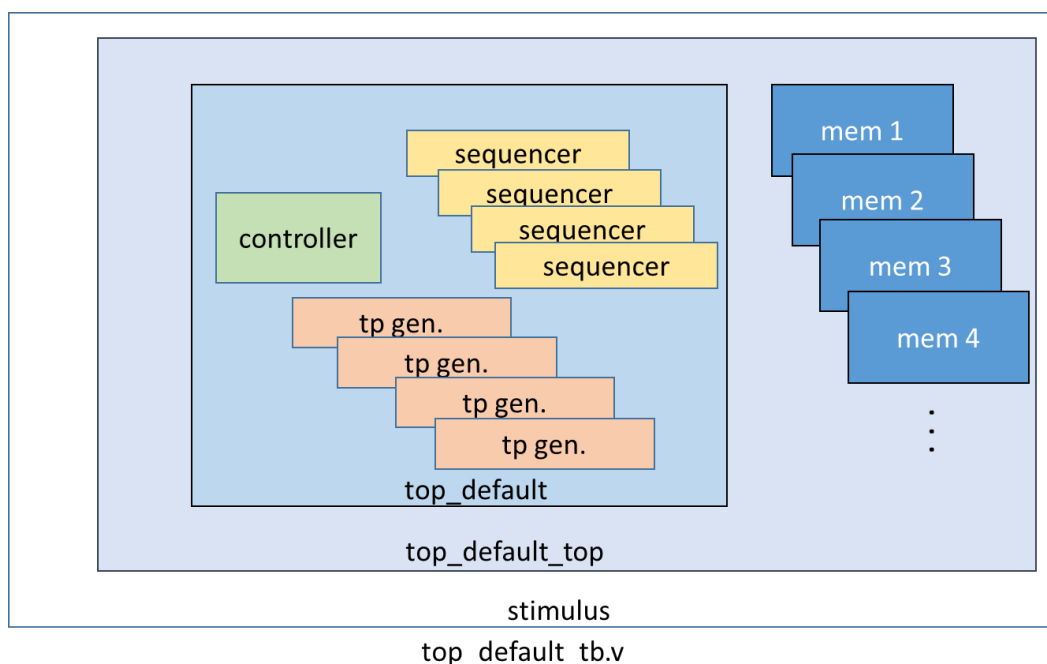 sequencer
sequencer
sequencer
sequencer
controller
tp gen.
tp gen.
tp gen.
tp gen.
top_default
mem 1
mem 2
mem 3
mem 4
top_default_top
stimulus
top_default_tb.v